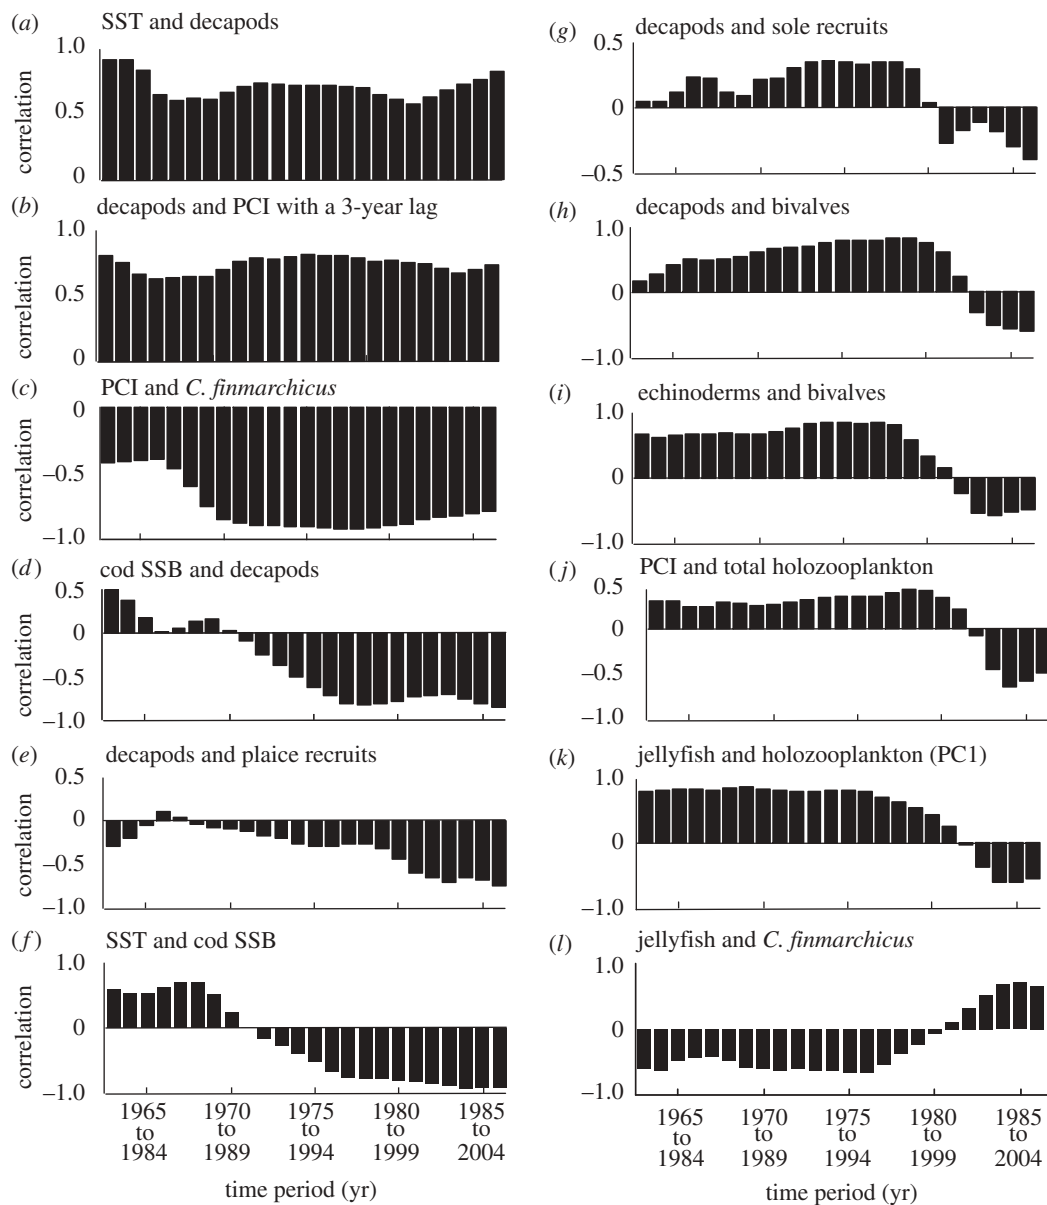 (a) SST and decapods
1.0
0.5
0
correlation
(b) decapods and PCI with a 3-year lag
1.0
0.5
0
correlation
(c) PCI and C. finmarchicus
0
–0.5
–1.0
correlation
(d) cod SSB and decapods
0.5
0
–0.5
–1.0
correlation
(e) decapods and plaice recruits
0.5
0
–0.5
–1.0
correlation
(f) SST and cod SSB
1.0
0
–1.0
correlation
1965 1970 1975 1980 1985
to to to to to
1984 1989 1994 1999 2004
time period (yr)
(g) decapods and sole recruits
0.5
0
–0.5
(h) decapods and bivalves
1.0
0
–1.0
(i) echinoderms and bivalves
1.0
0
–1.0
(j) PCI and total holozooplankton
0.5
0
–0.5
–1.0
(k) jellyfish and holozooplankton (PC1)
1.0
0
–1.0
(l) jellyfish and C. finmarchicus
1.0
0
–1.0
1965 1970 1975 1980 1985
to to to to to
1984 1989 1994 1999 2004
time period (yr)